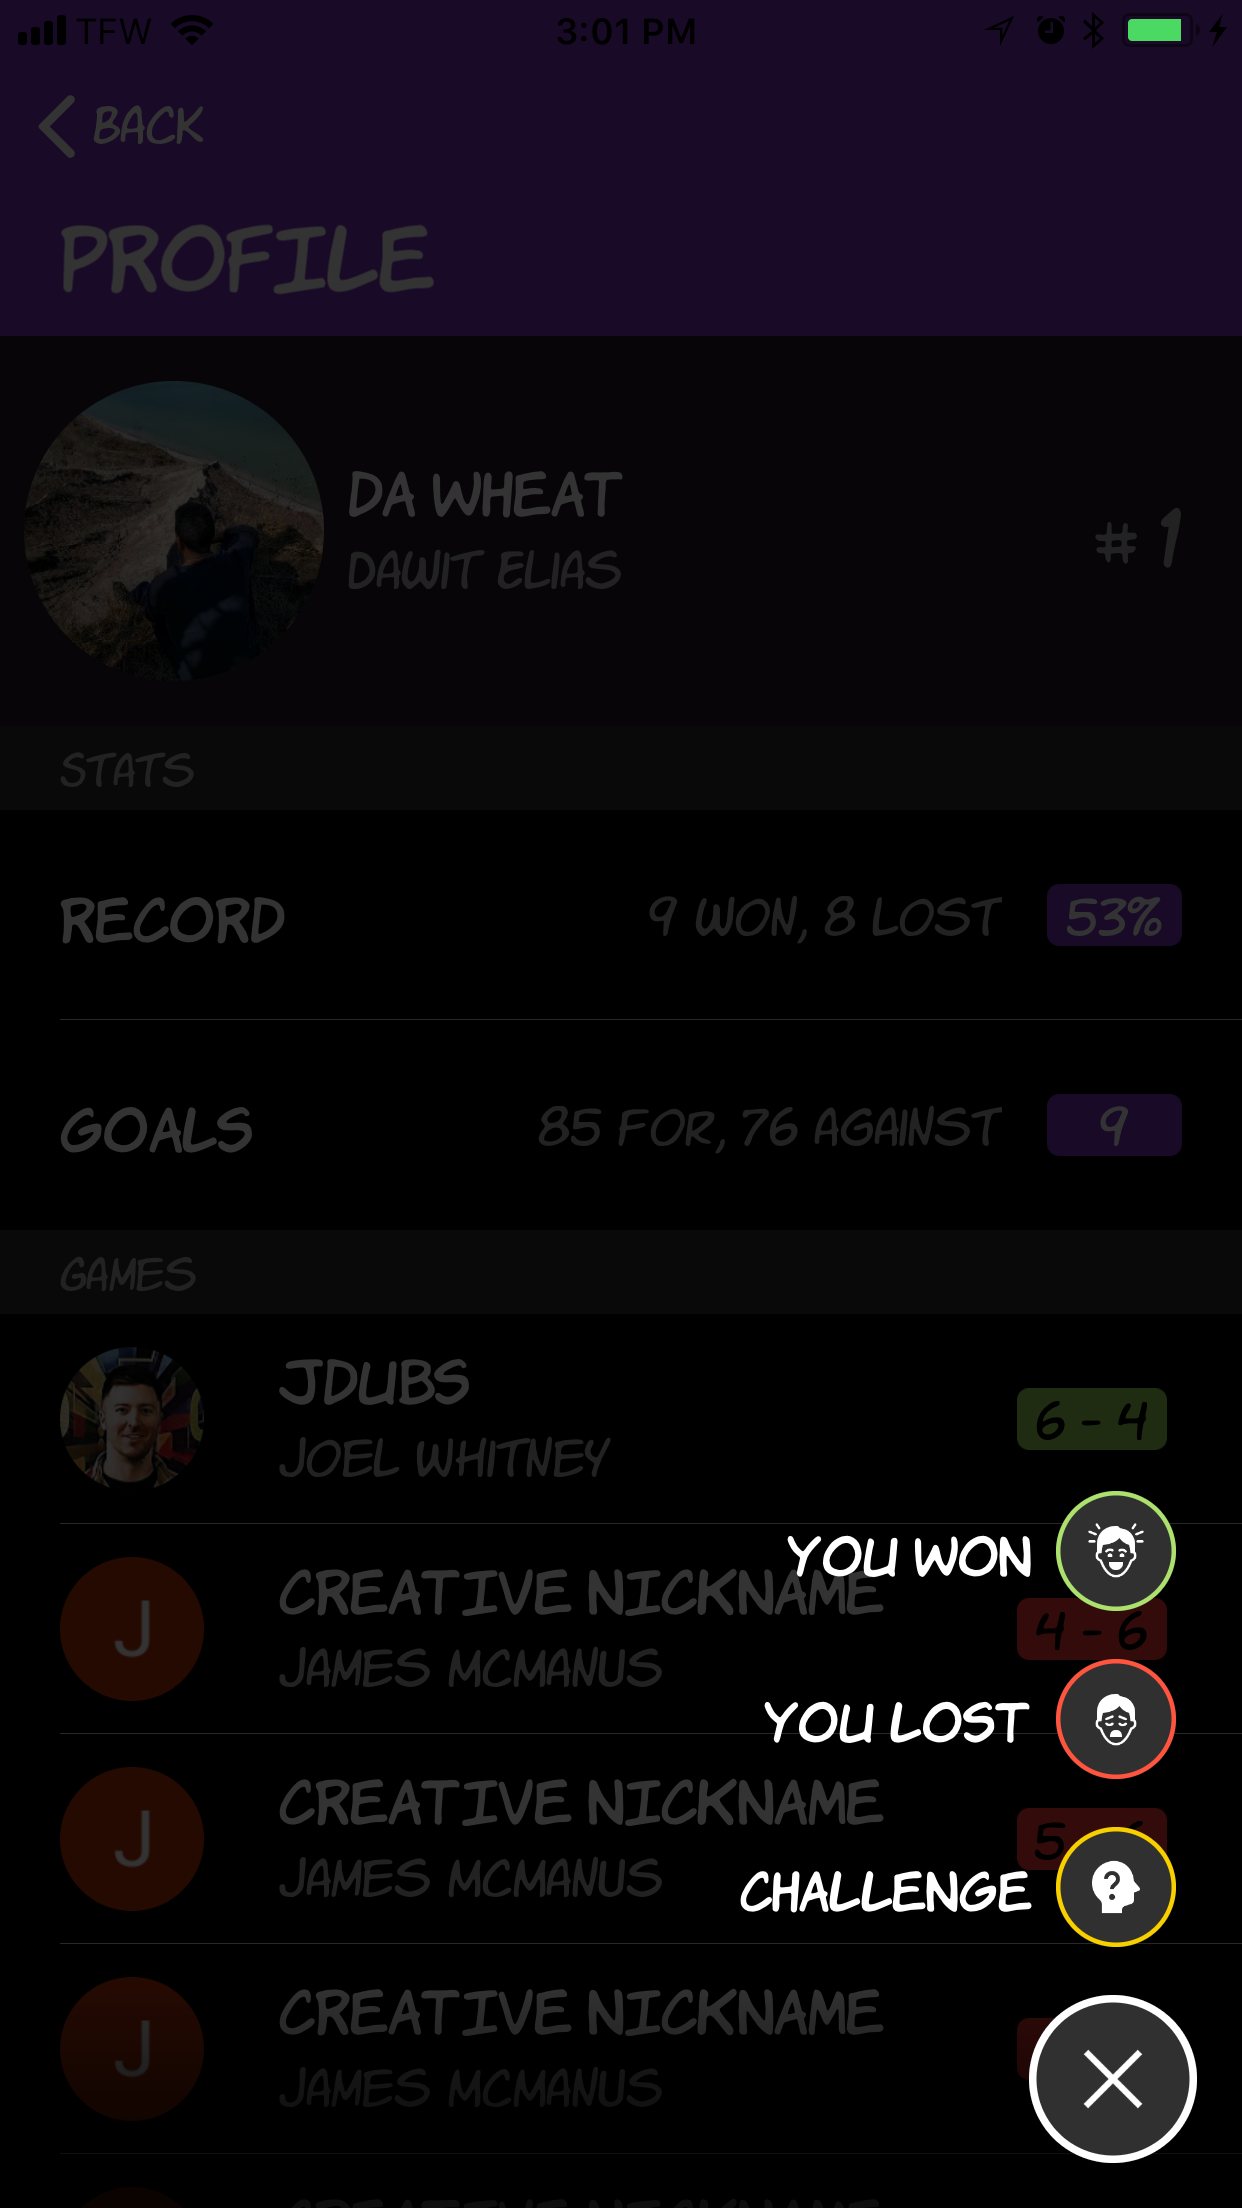 TFW 3:01 PM
BACK
PROFILE
DA WHEAT
DAWIT ELIAS
# 1
STATS
RECORD 9 WON, 8 LOST 53%
GOALS 85 FOR, 76 AGAINST 9
GAMES
JDUBS
JOEL WHITNEY
6 - 4
YOU WON
J
CREATIVE NICKNAME
JAMES MCMANUS
4 - 6
YOU LOST
J
CREATIVE NICKNAME
JAMES MCMANUS
5
CHALLENGE
J
CREATIVE NICKNAME
JAMES MCMANUS